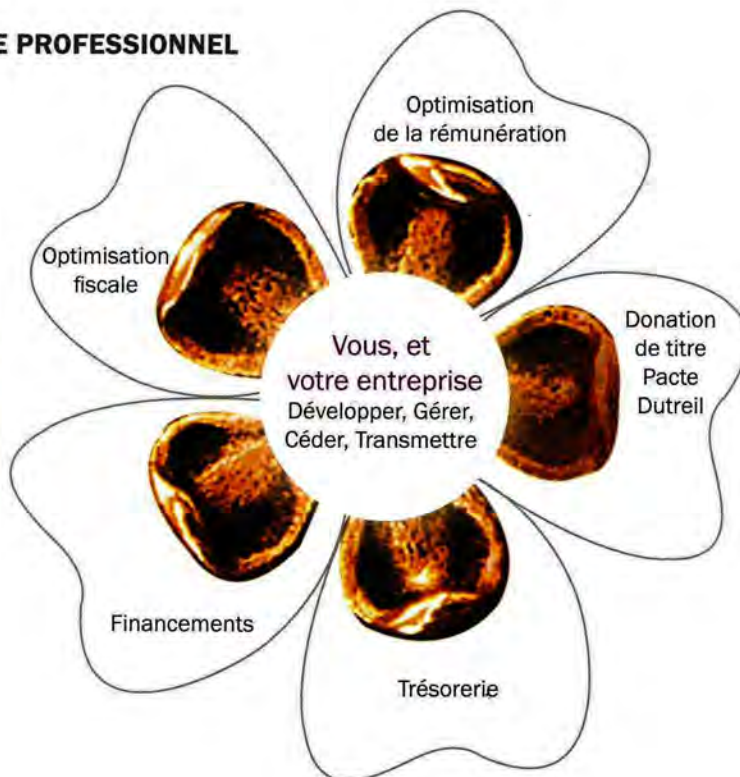 E PROFESSIONNEL
Optimisation
de la rémunération
Optimisation
fiscale
Vous, et
votre entreprise
Développer, Gérer,
Céder, Transmettre
Donation
de titre
Pacte
Dutreil
Financements
Trésorerie